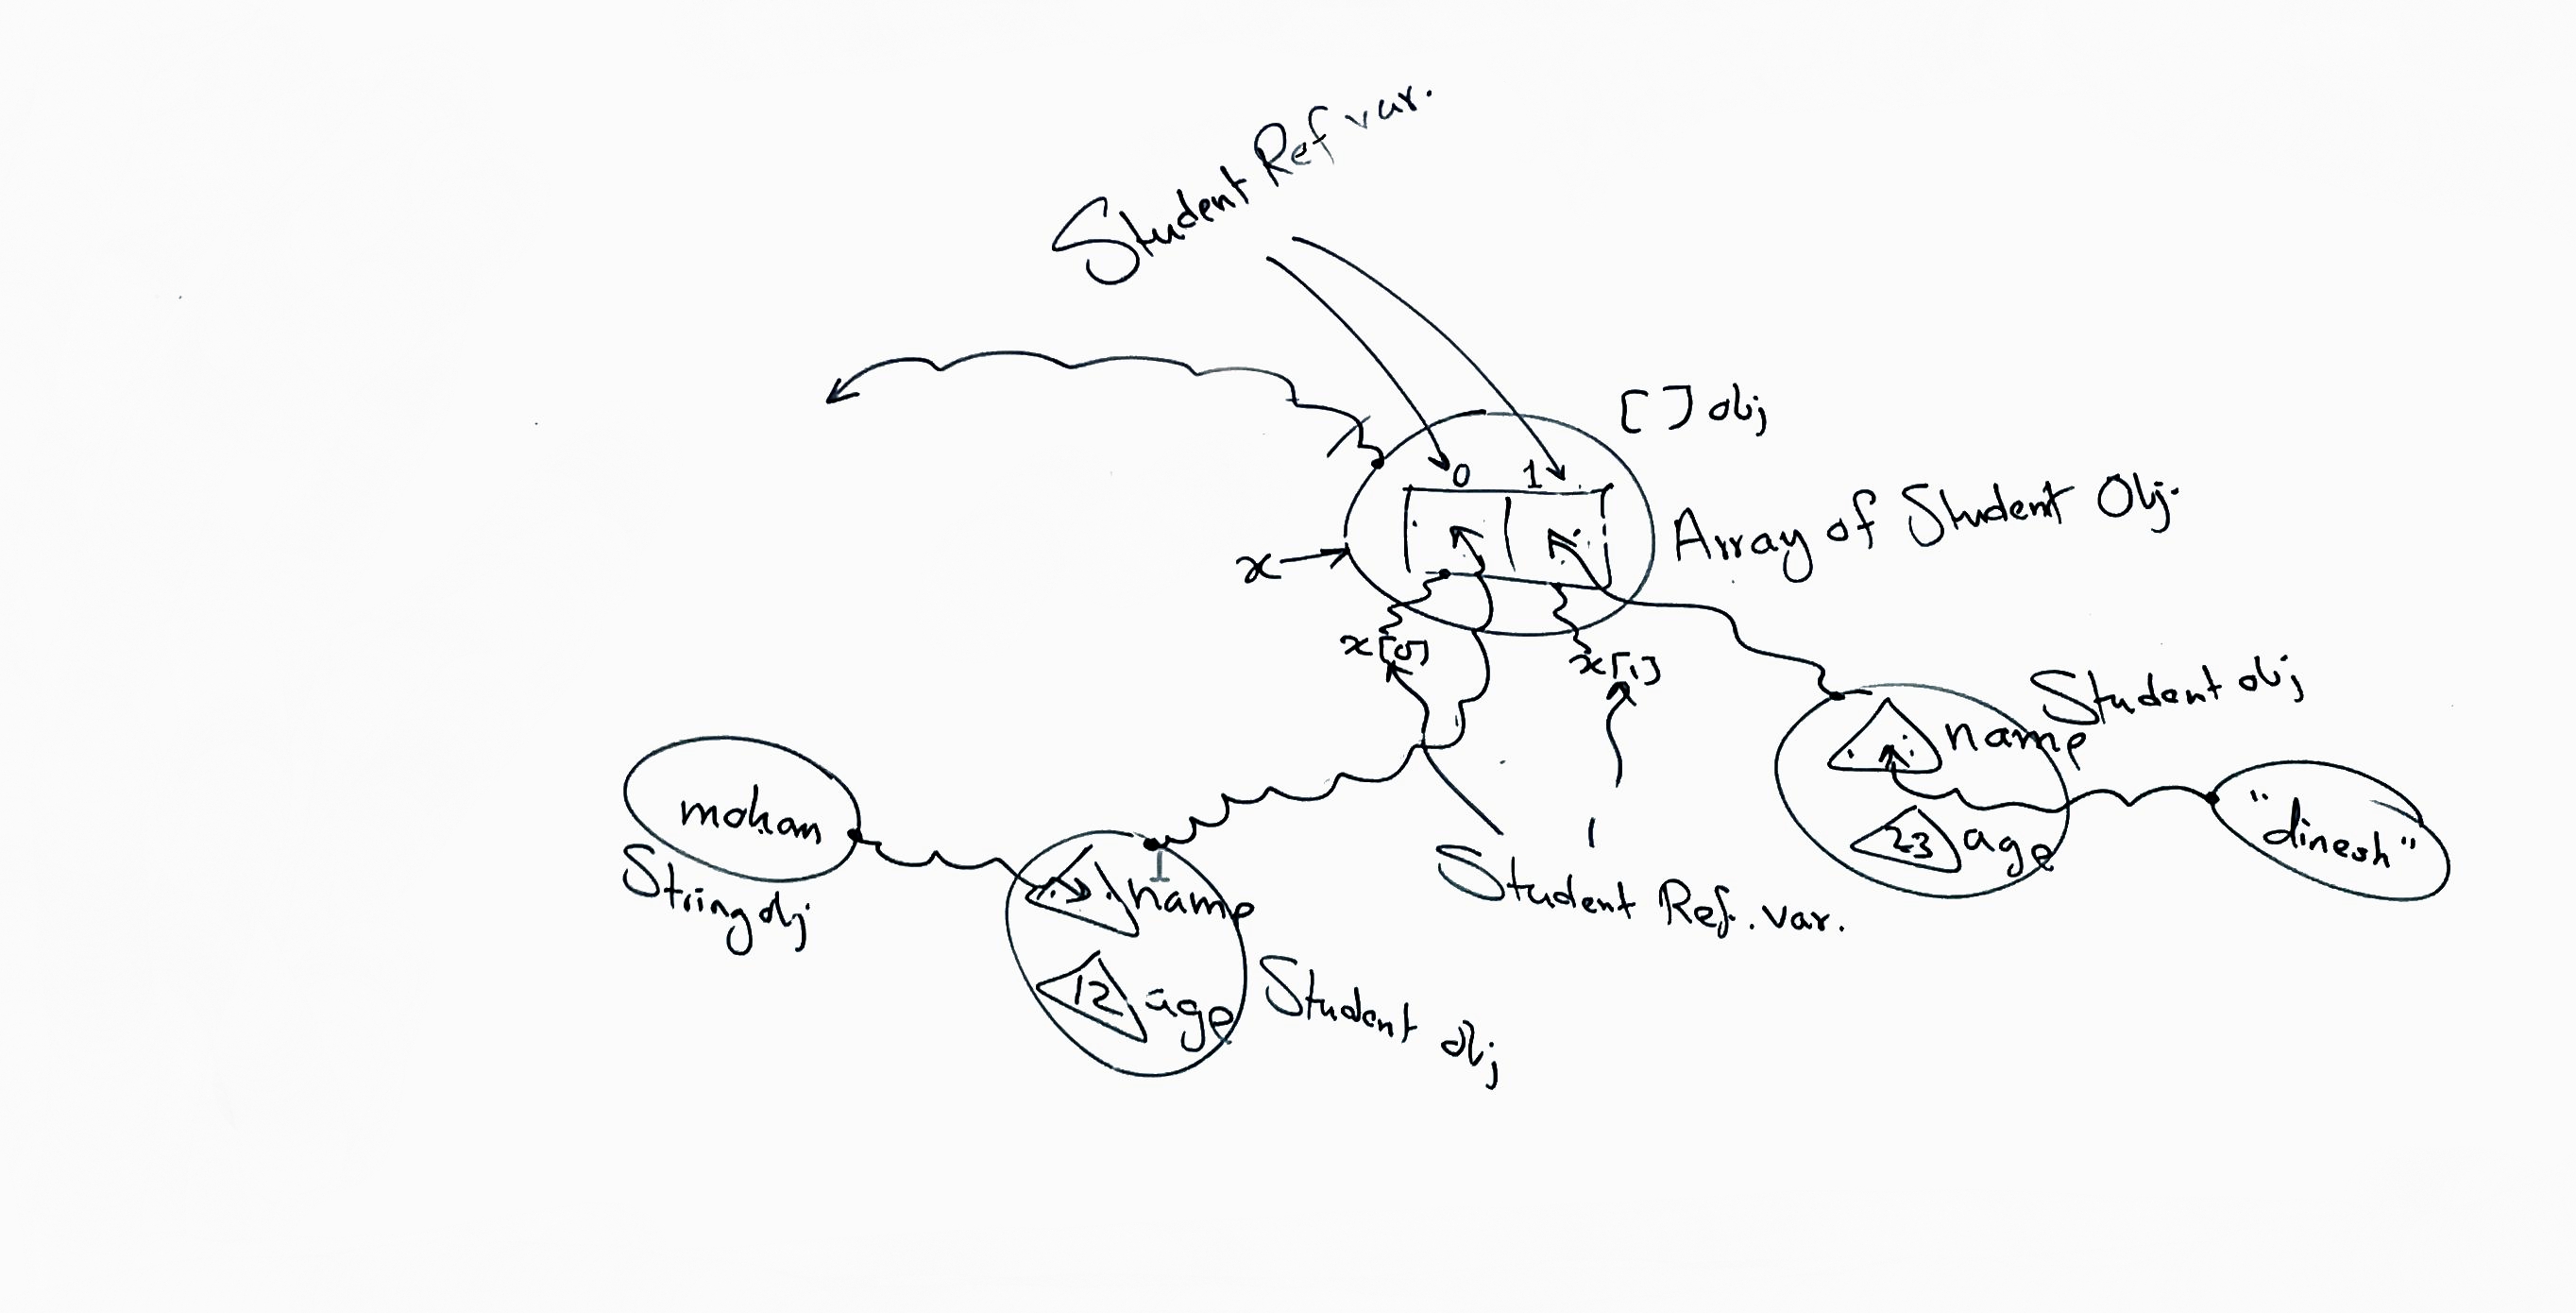 Student Ref var.
[ ] obj
0 1
Array of Student Obj.
x
x[0]
x[1]
Student obj
name
23 age
"dinesh"
mohan
String obj
name
12 age
Student obj
Student Ref. var.